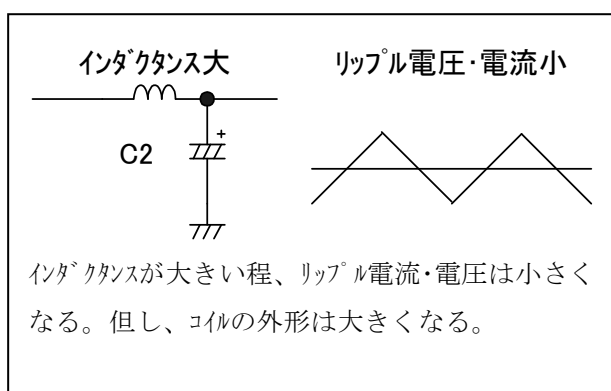 インダクタンス大
リップル電圧・電流小
+
C2
インダクタンスが大きい程、リップル電流・電圧は小さく
なる。但し、コイルの外形は大きくなる。